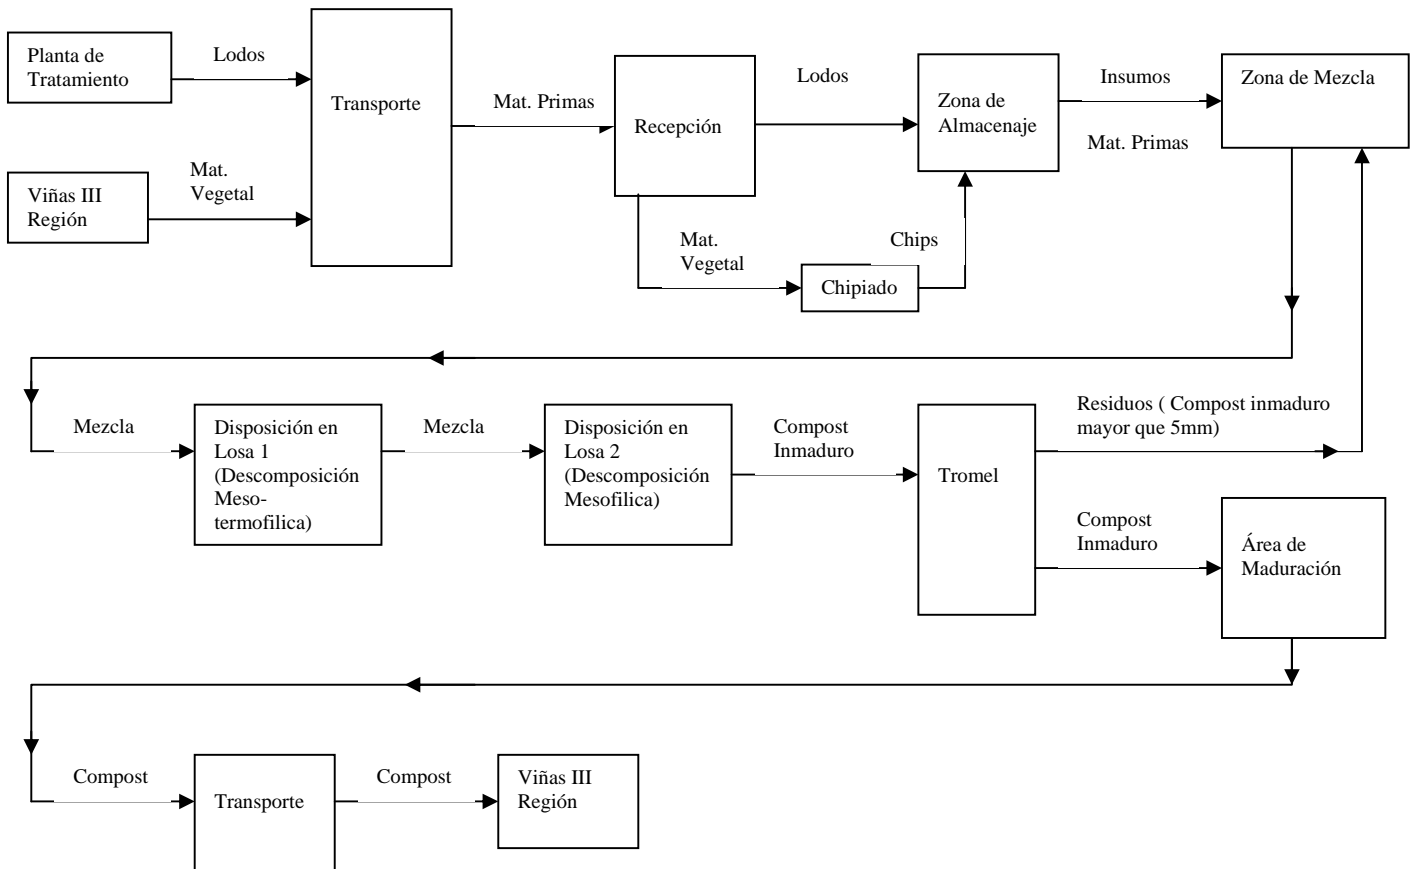 Planta de
Tratamiento
Lodos
Transporte
Mat. Primas
Recepción
Lodos
Zona de
Almacenaje
Insumos
Mat. Primas
Zona de Mezcla
Viñas III
Región
Mat.
Vegetal
Mat.
Vegetal
Chips
Chipiado
Mezcla
Disposición en
Losa 1
(Descomposición
Meso-
termofilica)
Mezcla
Disposición en
Losa 2
(Descomposición
Mesofilica)
Compost
Inmaduro
Tromel
Residuos ( Compost inmaduro
mayor que 5mm)
Compost
Inmaduro
Área de
Maduración
Compost
Transporte
Compost
Viñas III
Región